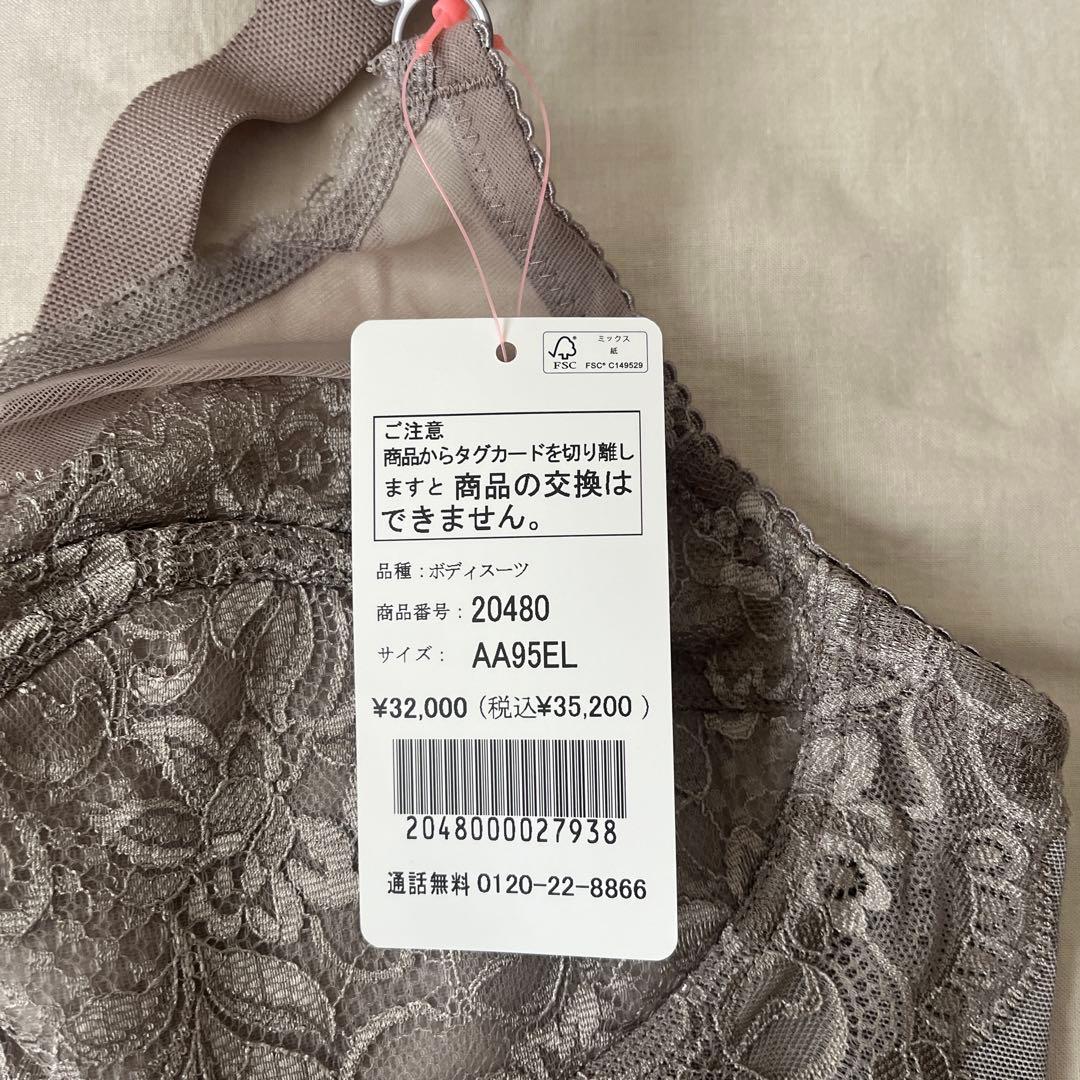 ミックス
紙
FSC
FSC® C149529
ご注意
商品からタグカードを切り離し
ますと 商品の交換は
できません。
品種：ボディスーツ
商品番号：20480
サイズ： AA95EL
¥32,000 (税込¥35,200 )
2048000027938
通話無料 0120-22-8866